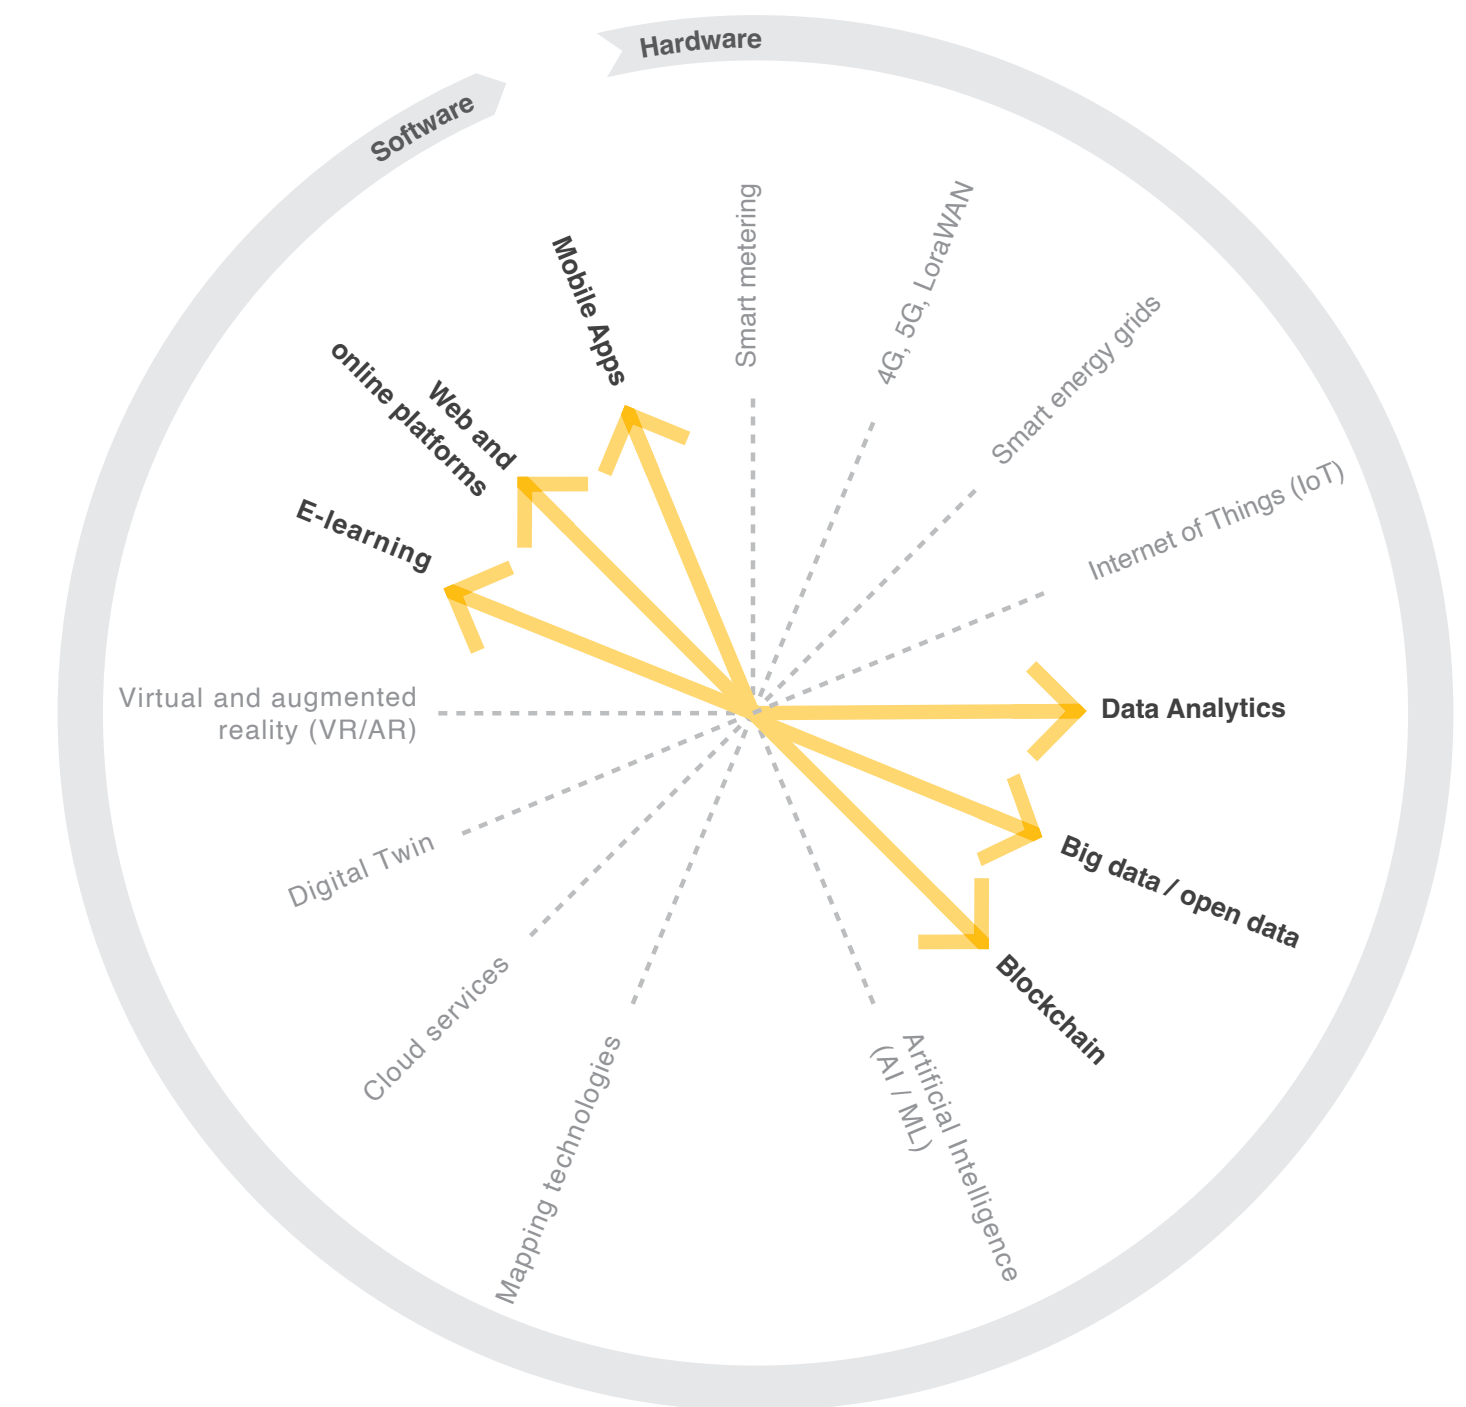 Hardware
Software
Smart metering
4G, 5G, LoraWAN
Smart energy grids
Internet of Things (IoT)
Data Analytics
Big data / open data
Blockchain
Artificial Intelligence
(AI / ML)
Mapping technologies
Cloud services
Digital Twin
Virtual and augmented
reality (VR/AR)
E-learning
Web and
online platforms
Mobile Apps